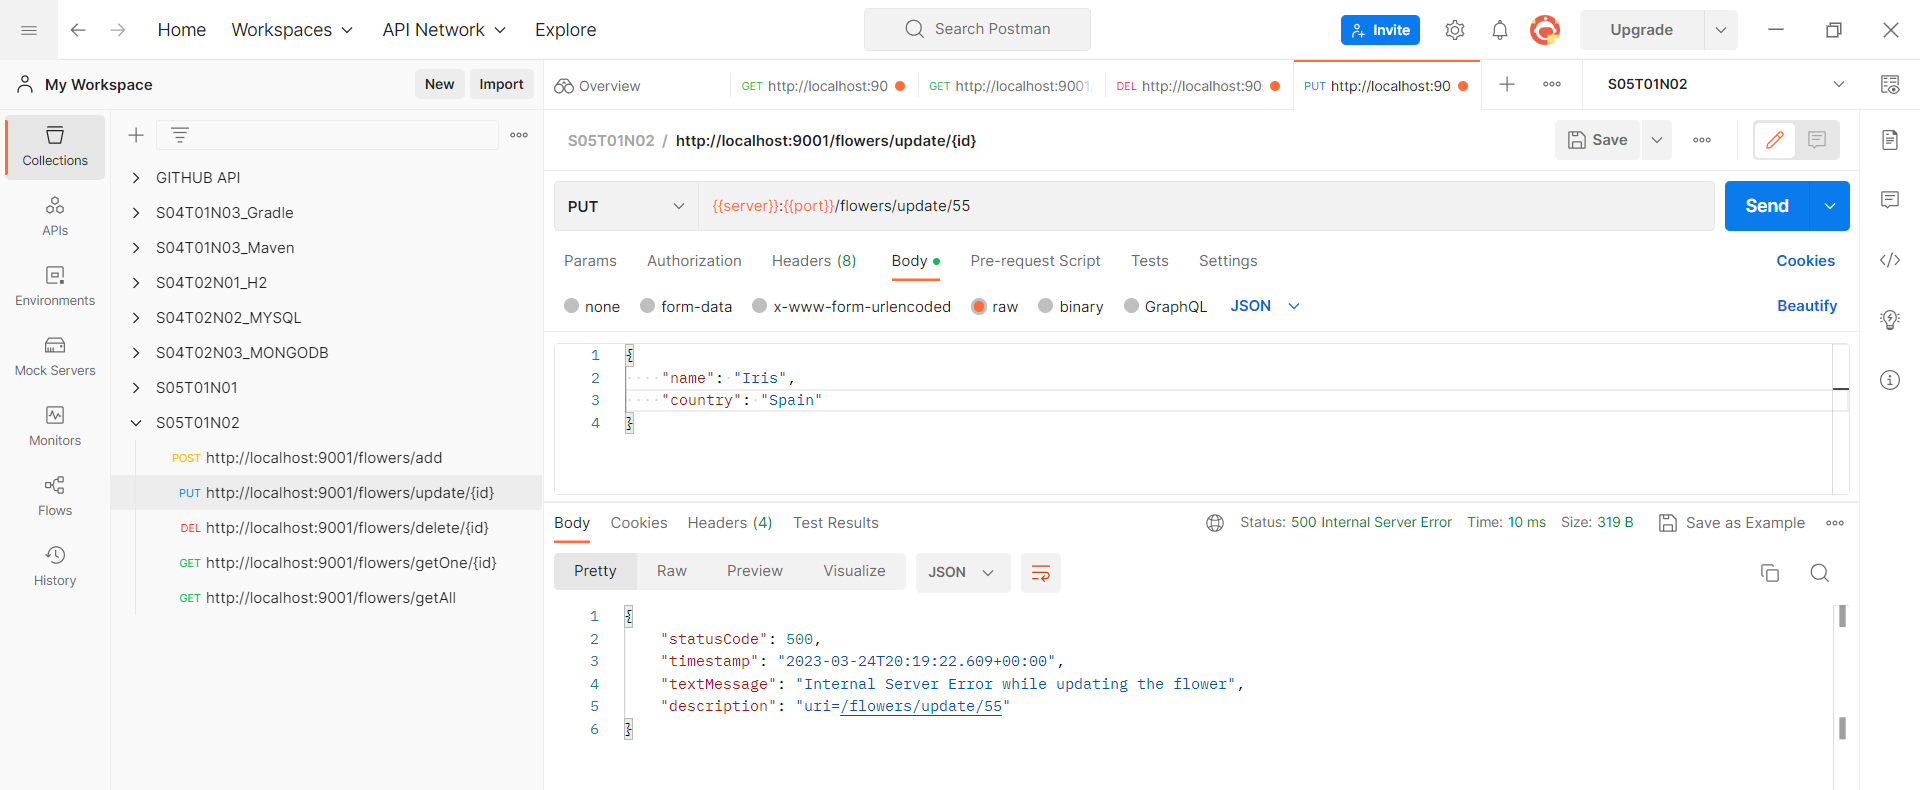 Home Workspaces API Network Explore Search Postman Invite Upgrade
My Workspace New Import
Overview GET http://localhost:90 GET http://localhost:9001/ DEL http://localhost:90 PUT http://localhost:90 S05T01N02
Collections
APIs
Environments
Mock Servers
Monitors
Flows
History
GITHUB API
S04T01N03_Gradle
S04T01N03_Maven
S04T02N01_H2
S04T02N02_MYSQL
S04T02N03_MONGODB
S05T01N01
S05T01N02
POST http://localhost:9001/flowers/add
PUT http://localhost:9001/flowers/update/{id}
DEL http://localhost:9001/flowers/delete/{id}
GET http://localhost:9001/flowers/getOne/{id}
GET http://localhost:9001/flowers/getAll
S05T01N02 / http://localhost:9001/flowers/update/{id} Save
PUT {{server}}:{{port}}/flowers/update/55 Send
Params Authorization Headers (8) Body Pre-request Script Tests Settings Cookies
none form-data x-www-form-urlencoded raw binary GraphQL JSON Beautify
1 {
2 "name": "Iris",
3 "country": "Spain"
4 }
Body Cookies Headers (4) Test Results Status: 500 Internal Server Error Time: 10 ms Size: 319 B Save as Example
Pretty Raw Preview Visualize JSON
1 {
2 "statusCode": 500,
3 "timestamp": "2023-03-24T20:19:22.609+00:00",
4 "textMessage": "Internal Server Error while updating the flower",
5 "description": "uri=/flowers/update/55"
6 }